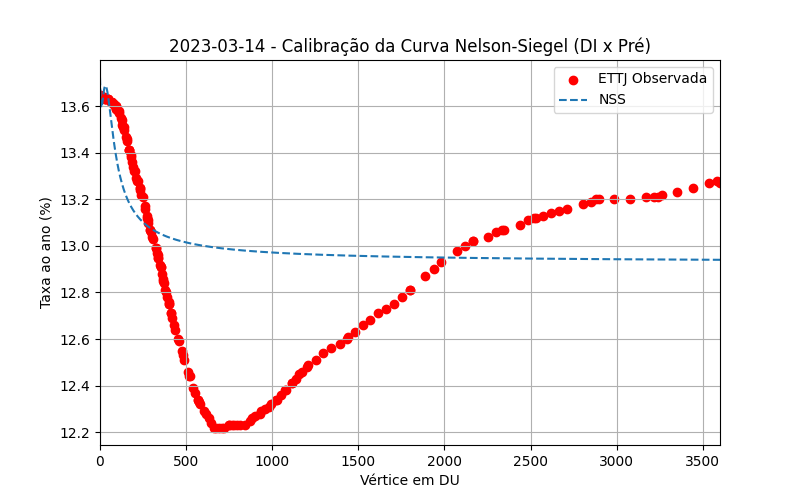 2023-03-14 - Calibração da Curva Nelson-Siegel (DI x Pré)
ETTJ Observada
NSS
Taxa ao ano (%)
13.6
13.4
13.2
13.0
12.8
12.6
12.4
12.2
0 500 1000 1500 2000 2500 3000 3500
Vértice em DU